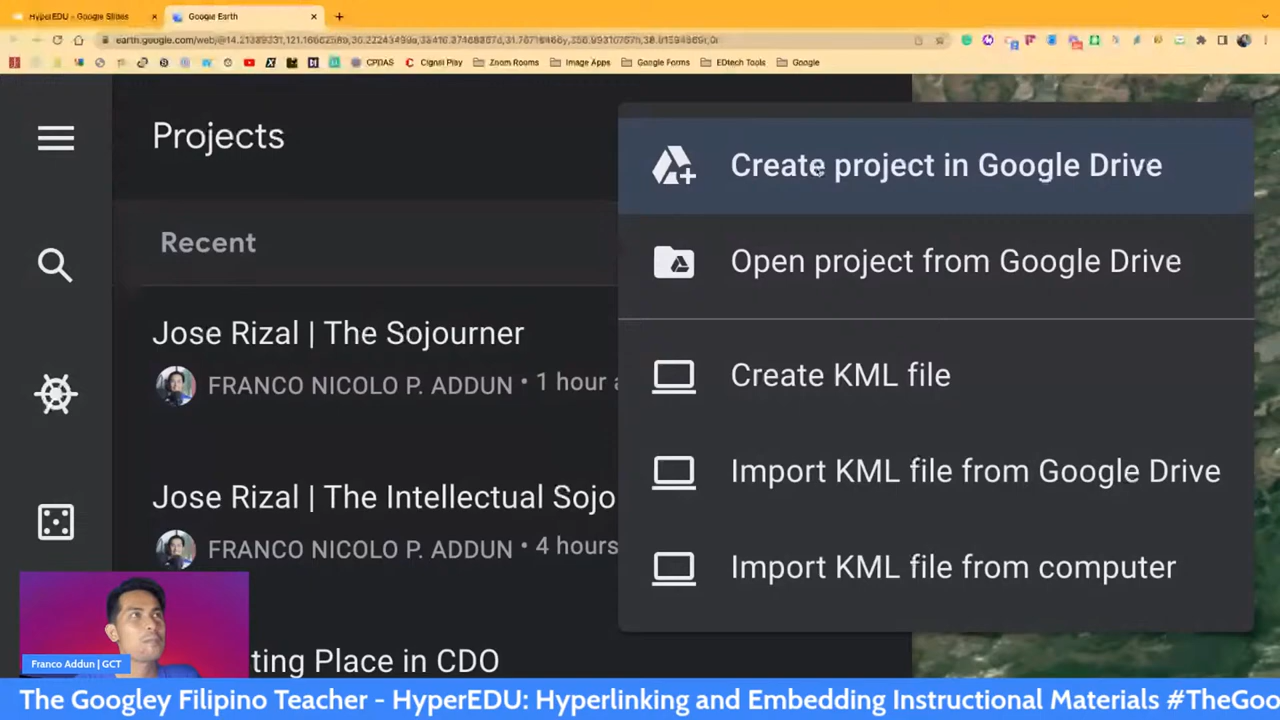 HyperEDU - Google Slides
Google Earth
CPDAS
Cignal Play
Zoom Rooms
Image Apps
Google Forms
EDtech Tools
Google
Projects
Recent
Jose Rizal | The Sojourner
FRANCO NICOLO P. ADDUN • 1 hour a
Jose Rizal | The Intellectual Sojo
FRANCO NICOLO P. ADDUN • 4 hours
ting Place in CDO
Create project in Google Drive
Open project from Google Drive
Create KML file
Import KML file from Google Drive
Import KML file from computer
Franco Addun | GCT
The Googley Filipino Teacher - HyperEDU: Hyperlinking and Embedding Instructional Materials #TheGoo